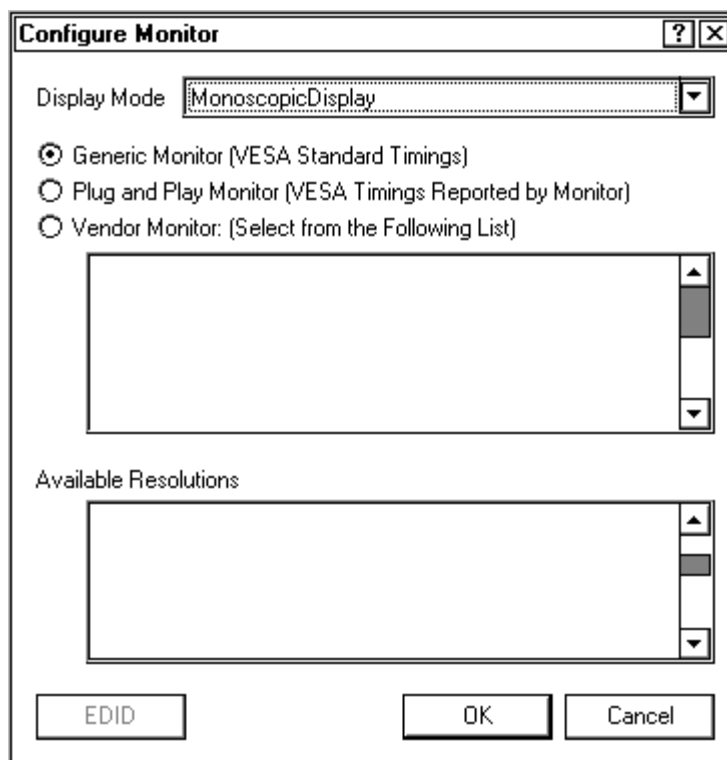 Configure Monitor
Display Mode MonoscopicDisplay
Generic Monitor (VESA Standard Timings)
Plug and Play Monitor (VESA Timings Reported by Monitor)
Vendor Monitor: (Select from the Following List)
Available Resolutions
EDID OK Cancel